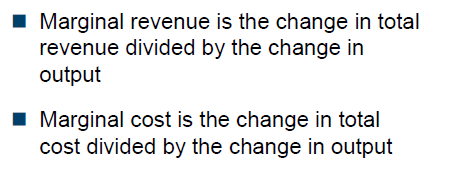 Marginal revenue is the change in total
revenue divided by the change in
output
Marginal cost is the change in total
cost divided by the change in output